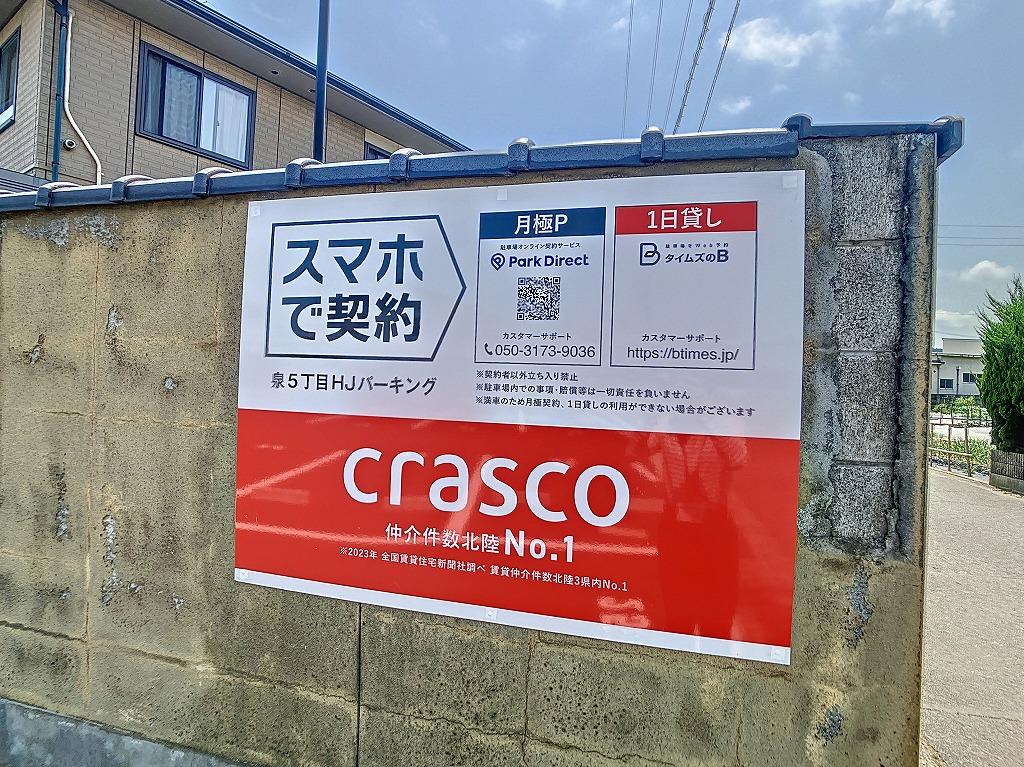 スマホ
で契約
泉5丁目HJパーキング
月極P
駐車場オンライン契約サービス
Park Direct
カスタマーサポート
050-3173-9036
1日貸し
駐車場をWeb予約
タイムズのB
カスタマーサポート
https://btimes.jp/
※契約者以外立ち入り禁止
※駐車場内での事項・賠償等は一切責任を負いません
※満車のため月極契約、1日貸しの利用ができない場合がございます
crasco
仲介件数北陸No.1
※2023年 全国賃貸住宅新聞社調べ 賃貸仲介件数北陸3県内No.1